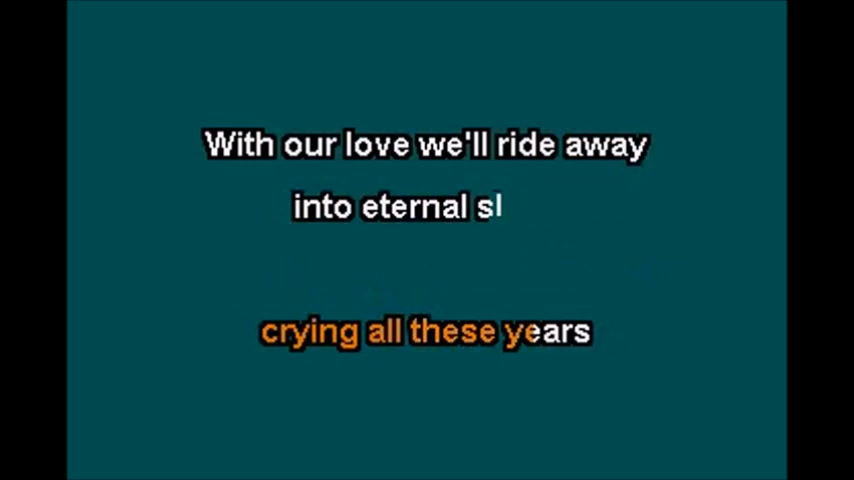 With our love we'll ride away
into eternal sl
crying all these years